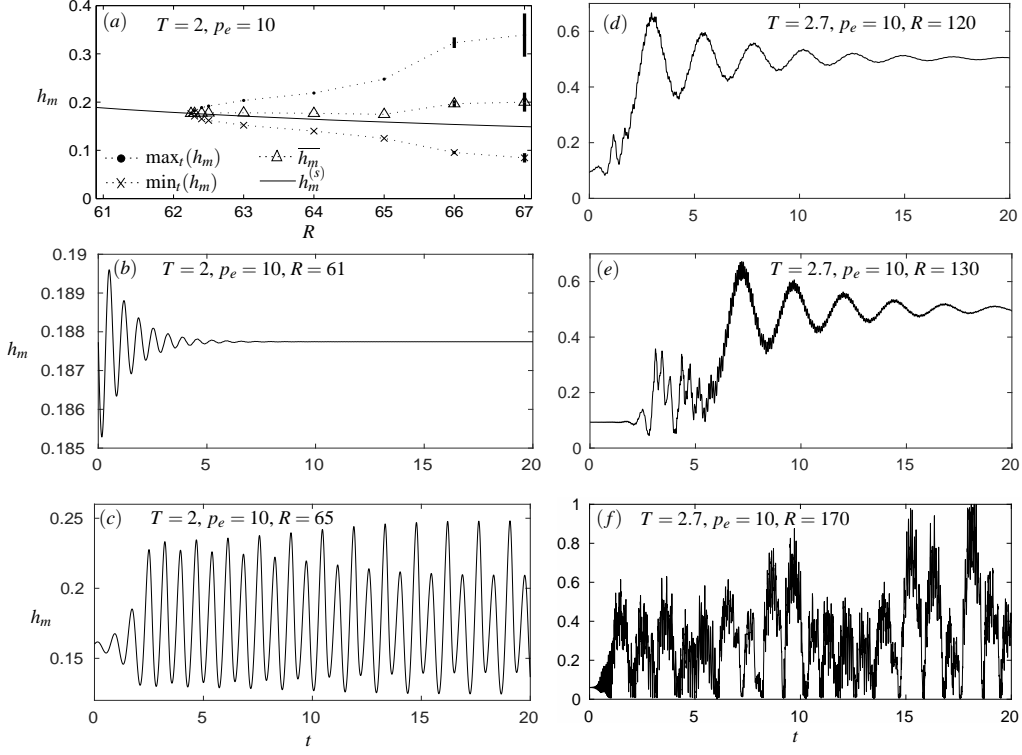 (a)
T = 2, p_e = 10
0.4
0.3
0.2
0.1
0
h_m
max_t(h_m)
min_t(h_m)
\overline{h_m}
h_m^{(s)}
61 62 63 64 65 66 67
R
(b)
T = 2, p_e = 10, R = 61
0.19
0.189
0.188
0.187
0.186
0.185
h_m
0 5 10 15 20
(c)
T = 2, p_e = 10, R = 65
0.25
0.2
0.15
h_m
0 5 10 15 20
t
(d)
T = 2.7, p_e = 10, R = 120
0.6
0.4
0.2
0
0 5 10 15 20
(e)
T = 2.7, p_e = 10, R = 130
0.6
0.4
0.2
0
0 5 10 15 20
(f)
T = 2.7, p_e = 10, R = 170
1
0.8
0.6
0.4
0.2
0
0 5 10 15 20
t